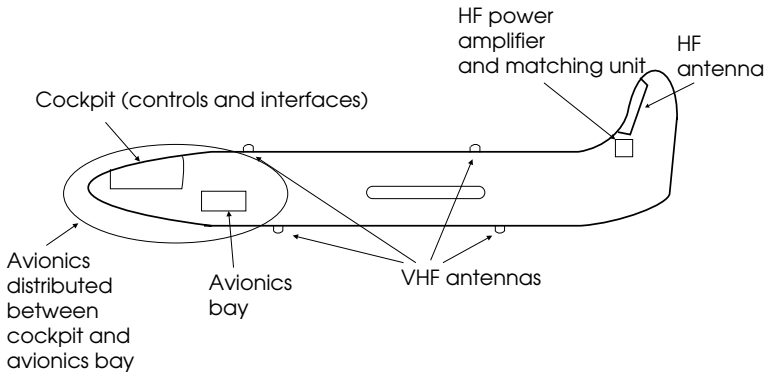 HF power
amplifier
and matching unit
HF
antenna
Cockpit (controls and interfaces)
Avionics
distributed
between
cockpit and
avionics bay
Avionics
bay
VHF antennas